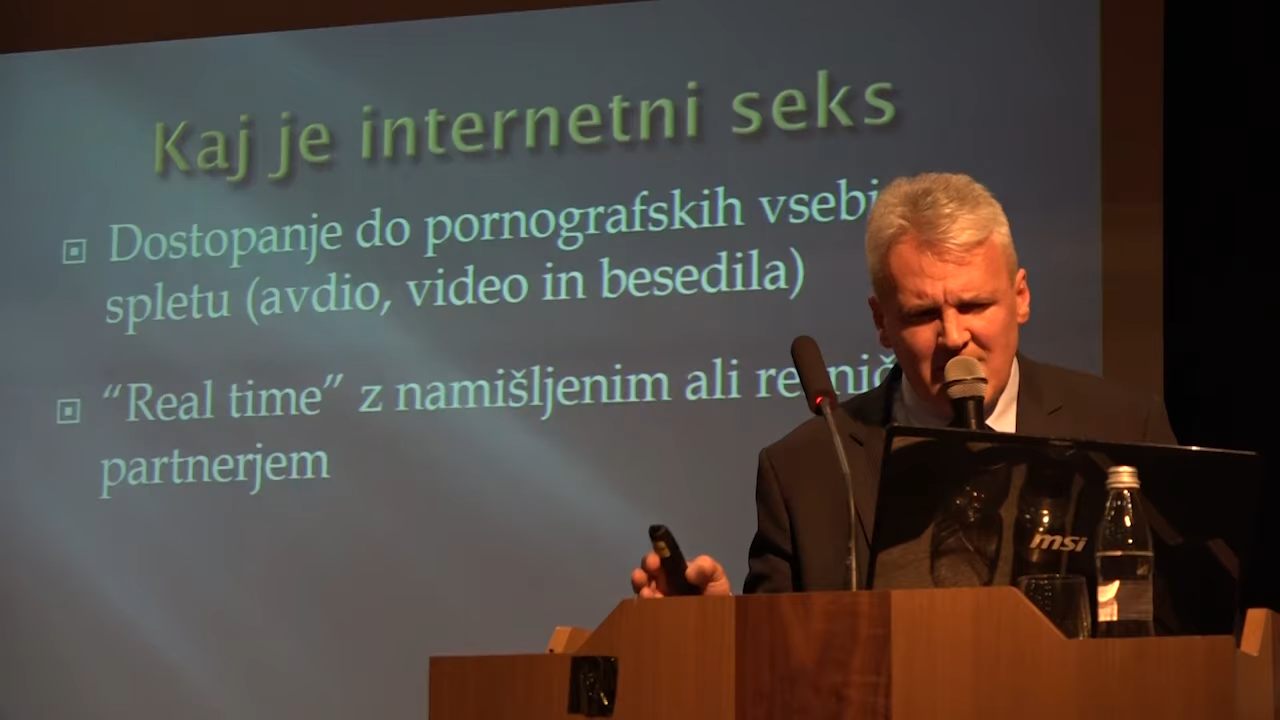 Kaj je internetni seks
Dostopanje do pornografskih
spletu (avdio, video in besedila)
“Real time” z namišljenim ali
partnerjem
msi